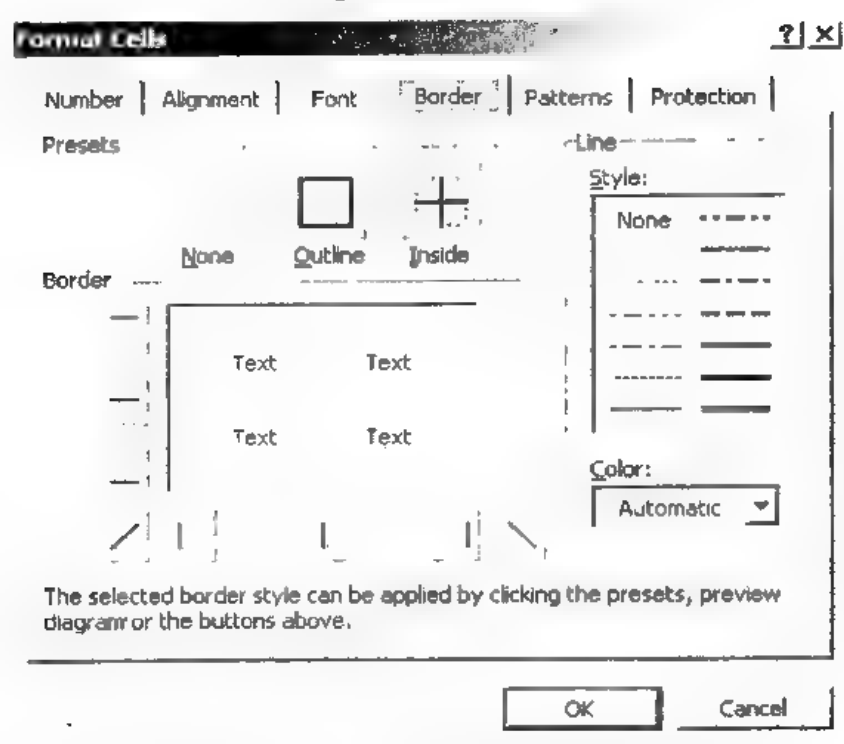 Format Cells ? ×
Number Alignment Font Border Patterns Protection
Presets
Line
Style:
None
None Outline Inside
Border
Text Text
Text Text
Color:
Automatic
The selected border style can be applied by clicking the presets, preview
diagram or the buttons above.
OK Cancel